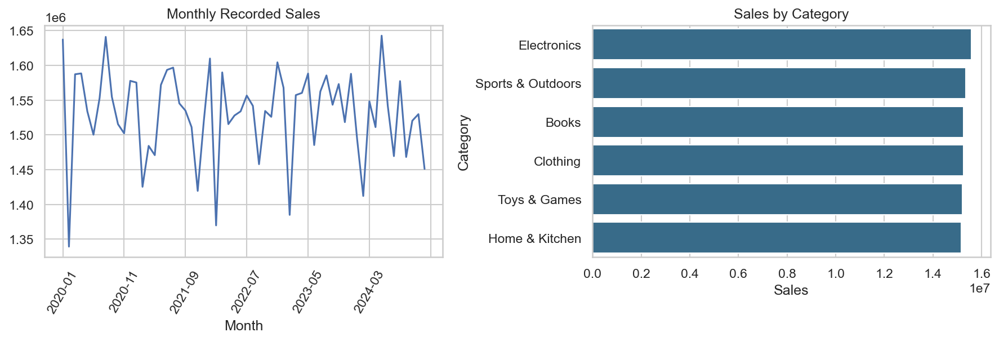 Monthly Recorded Sales
1e6
1.65
1.60
1.55
1.50
1.45
1.40
1.35
2020-01
2020-11
2021-09
2022-07
2023-05
2024-03
Month
Sales by Category
Category
Electronics
Sports & Outdoors
Books
Clothing
Toys & Games
Home & Kitchen
0.0
0.2
0.4
0.6
0.8
1.0
1.2
1.4
1.6
1e7
Sales